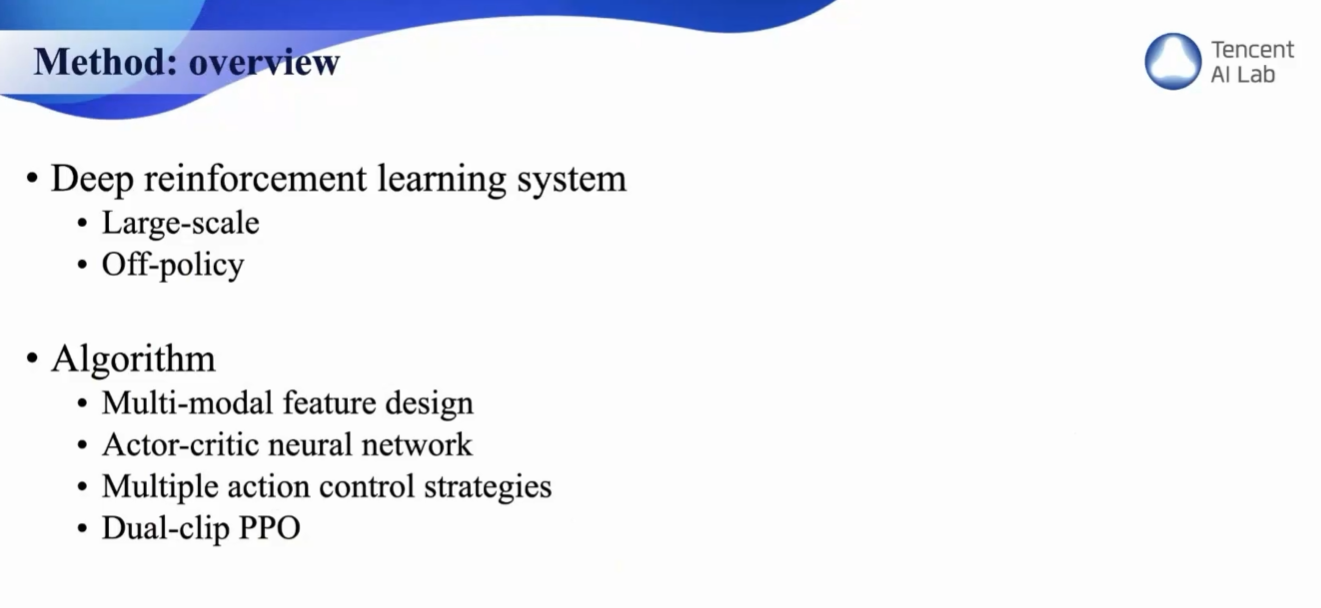 Method: overview
Tencent
AI Lab
• Deep reinforcement learning system
• Large-scale
• Off-policy
• Algorithm
• Multi-modal feature design
• Actor-critic neural network
• Multiple action control strategies
• Dual-clip PPO